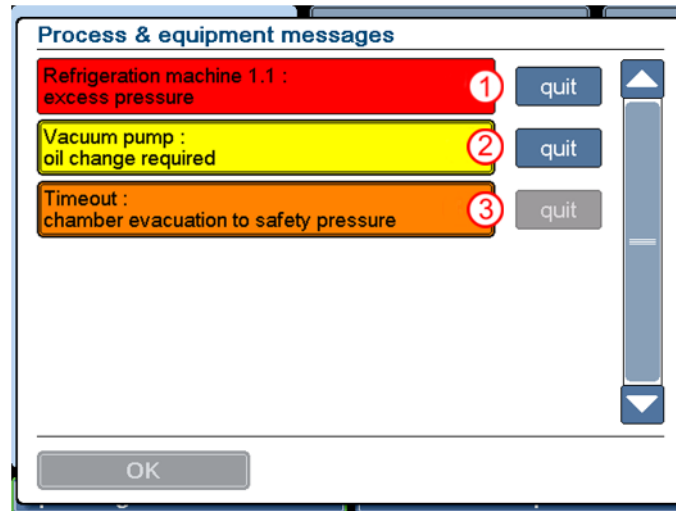 Process & equipment messages
Refrigeration machine 1.1 :
excess pressure
1
quit
Vacuum pump :
oil change required
2
quit
Timeout :
chamber evacuation to safety pressure
3
quit
OK